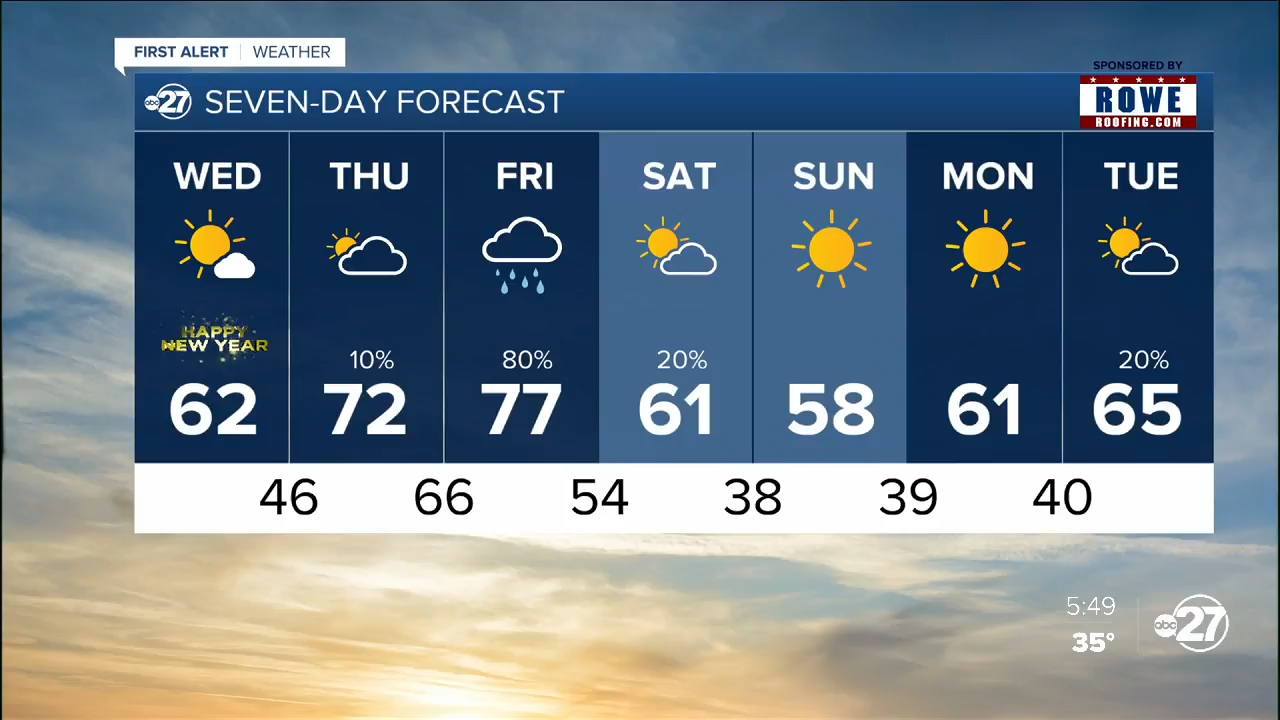 FIRST ALERT | WEATHER
SPONSORED BY
ROWE
ROOFING.COM
abc 27 SEVEN-DAY FORECAST
WED THU FRI SAT SUN MON TUE
HAPPY
NEW YEAR
10% 80% 20% 20%
62 72 77 61 58 61 65
46 66 54 38 39 40
5:49
35°
abc 27